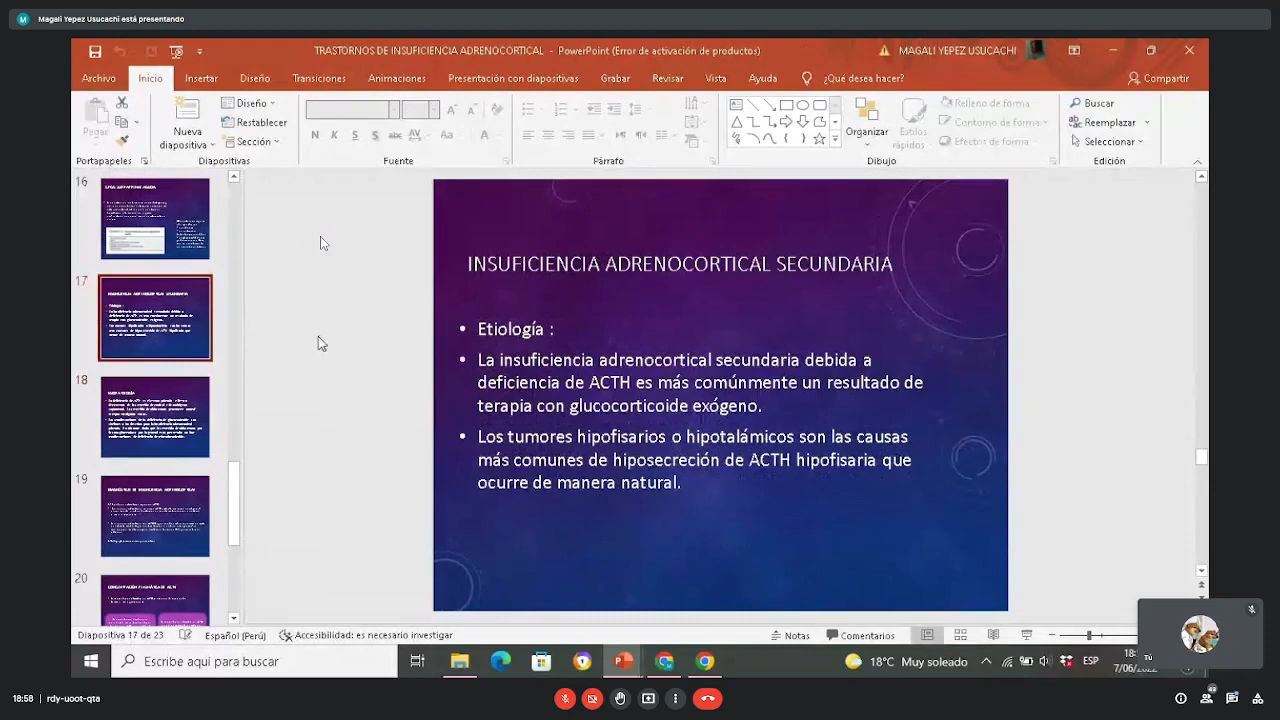 Magali Yepez Usucachi está presentando
TRASTORNOS DE INSUFICIENCIA ADRENOCORTICAL - PowerPoint (Error de activación de productos)
MAGALI YEPEZ USUCACHI
Archivo Inicio Insertar Diseño Transiciones Animaciones Presentación con diapositivas Grabar Revisar Vista Ayuda ¿Qué desea hacer? Compartir
Pegar
Nueva diapositiva
Diseño
Restablecer
Sección
Organizar
Estilos rápidos
Relleno de forma
Contorno de forma
Efectos de forma
Buscar
Reemplazar
Seleccionar
Portapapeles Diapositivas Fuente Párrafo Dibujo Edición
16
17
18
19
20
INSUFICIENCIA ADRENOCORTICAL SECUNDARIA
• Etiología :
• La insuficiencia adrenocortical secundaria debida a
deficiencia de ACTH es más comúnmente un resultado de
terapia con glucocorticoide exógeno.
• Los tumores hipofisarios o hipotalámicos son las causas
más comunes de hiposecreción de ACTH hipofisaria que
ocurre de manera natural.
Diapositiva 17 de 23 Español (Perú) Accesibilidad: es necesario investigar Notas Comentarios
Tú
Escribe aquí para buscar
18°C Muy soleado
ESP
18:58 rdy-uoot-qta